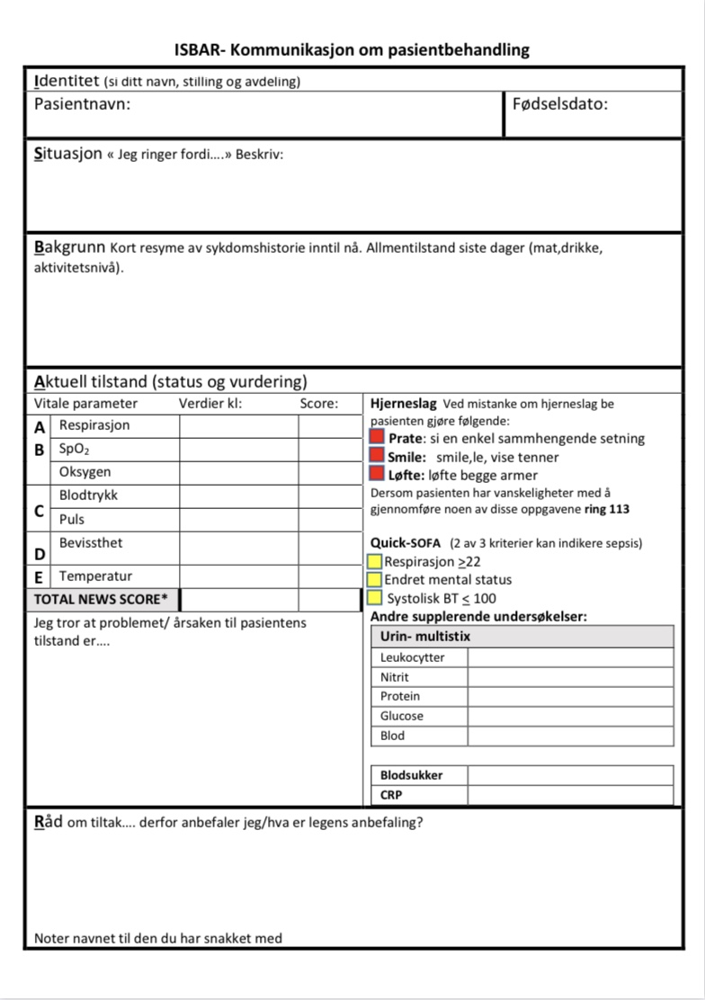 ISBAR- Kommunikasjon om pasientbehandling
Identitet (si ditt navn, stilling og avdeling)
Pasientnavn:
Fødselsdato:
Situasjon « Jeg ringer fordi....» Beskriv:
Bakgrunn Kort resyme av sykdomshistorie inntil nå. Allmentilstand siste dager (mat,drikke,
aktivitetsnivå).
Aktuell tilstand (status og vurdering)
Vitale parameter Verdier kl: Score:
A Respirasjon
B SpO₂
Oksygen
C Blodtrykk
Puls
D Bevissthet
E Temperatur
TOTAL NEWS SCORE*
Jeg tror at problemet/ årsaken til pasientens
tilstand er....
Hjerneslag Ved mistanke om hjerneslag be
pasienten gjøre følgende:
Prate: si en enkel sammhengende setning
Smile: smile,le, vise tenner
Løfte: løfte begge armer
Dersom pasienten har vanskeligheter med å
gjennomføre noen av disse oppgavene ring 113
Quick-SOFA (2 av 3 kriterier kan indikere sepsis)
Respirasjon ≥22
Endret mental status
Systolisk BT ≤ 100
Andre supplerende undersøkelser:
Urin- multistix
Leukocytter
Nitrit
Protein
Glucose
Blod
Blodsukker
CRP
Råd om tiltak.... derfor anbefaler jeg/hva er legens anbefaling?
Noter navnet til den du har snakket med